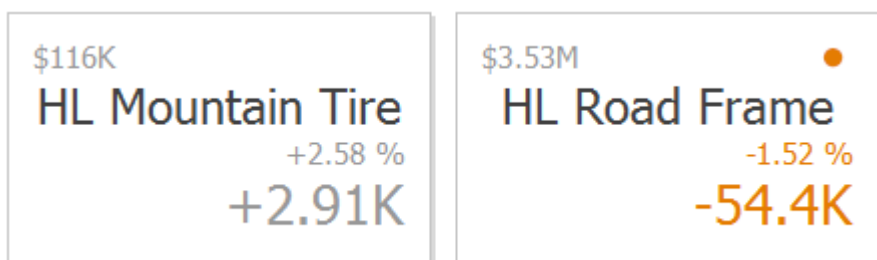 $116K
HL Mountain Tire
+2.58 %
+2.91K
$3.53M
HL Road Frame
-1.52 %
-54.4K